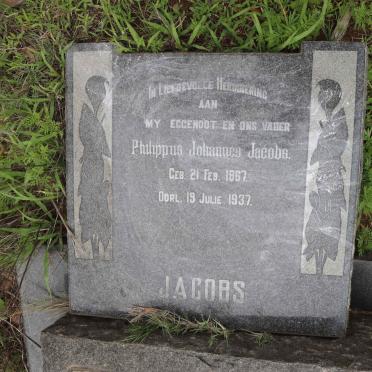 In Liefdevolle Herinnering
aan
my eggenoot en ons vader
Philippus Johannes Jacobs.
Geb. 21 Feb. 1867.
Oorl. 19 Julie 1937.
JACOBS